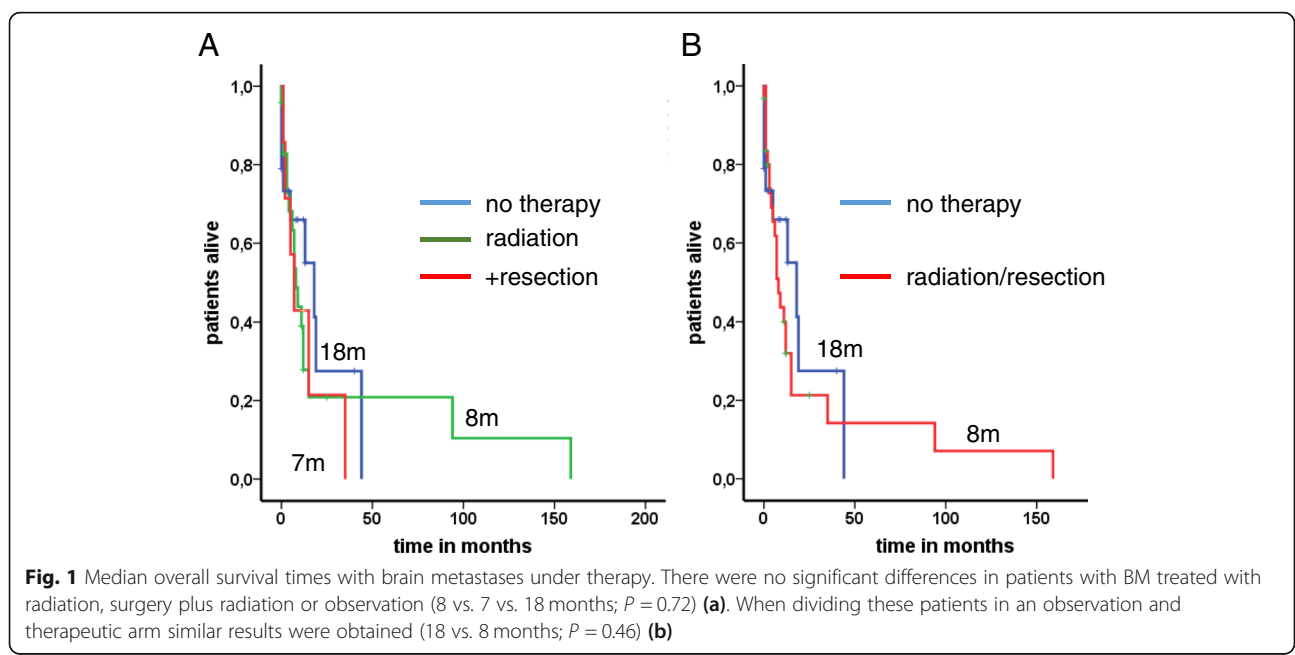 A
B
1,0
0,8
0,6
0,4
0,2
0,0
patients alive
no therapy
radiation
+resection
18m
8m
7m
0 50 100 150 200
time in months
1,0
0,8
0,6
0,4
0,2
0,0
patients alive
no therapy
radiation/resection
18m
8m
0 50 100 150
time in months
Fig. 1 Median overall survival times with brain metastases under therapy. There were no significant differences in patients with BM treated with
radiation, surgery plus radiation or observation (8 vs. 7 vs. 18 months; P = 0.72) (a). When dividing these patients in an observation and
therapeutic arm similar results were obtained (18 vs. 8 months; P = 0.46) (b)